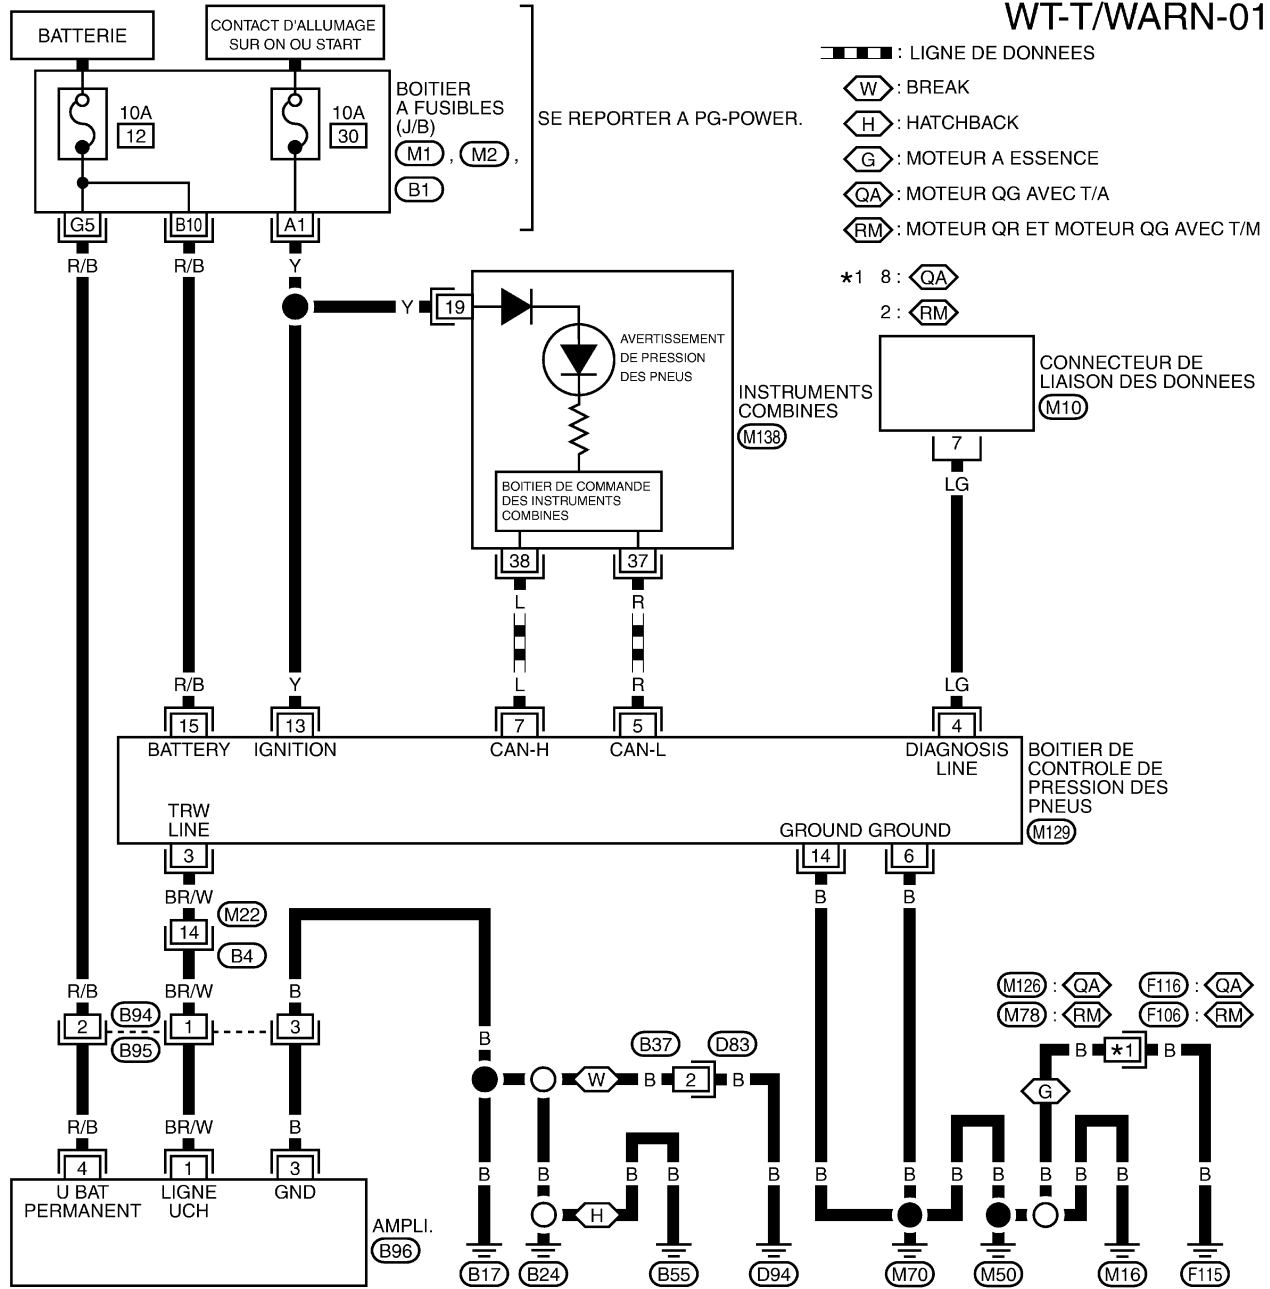 WT-T/WARN-01
BATTERIE
CONTACT D'ALLUMAGE
SUR ON OU START
10A
12
10A
30
BOITIER
A FUSIBLES
(J/B)
M1 , M2 ,
B1
SE REPORTER A PG-POWER.
: LIGNE DE DONNEES
W : BREAK
H : HATCHBACK
G : MOTEUR A ESSENCE
QA : MOTEUR QG AVEC T/A
RM : MOTEUR QR ET MOTEUR QG AVEC T/M
*1 8 : QA
2 : RM
G5 B10 A1
R/B R/B Y
Y 19
AVERTISSEMENT
DE PRESSION
DES PNEUS
INSTRUMENTS
COMBINES
M138
BOITIER DE COMMANDE
DES INSTRUMENTS
COMBINES
CONNECTEUR DE
LIAISON DES DONNEES
M10
7
LG
38 37
L R
R/B Y L R LG
15 13 7 5 4
BATTERY IGNITION CAN-H CAN-L DIAGNOSIS
LINE
BOITIER DE
CONTROLE DE
PRESSION DES
PNEUS
M129
TRW
LINE
GROUND GROUND
3 14 6
BR/W B B
M22
14
B4
R/B BR/W B
B94
2 1 3
B95
R/B BR/W B
4 1 3
U BAT
PERMANENT
LIGNE
UCH
GND
AMPLI.
B96
B
B37 D83
W B 2 B
H
B B B B B
B17 B24 B55 D94
M126 : QA F116 : QA
M78 : RM F106 : RM
B *1 B
G
B B B B B B B B
M70 M50 M16 F115